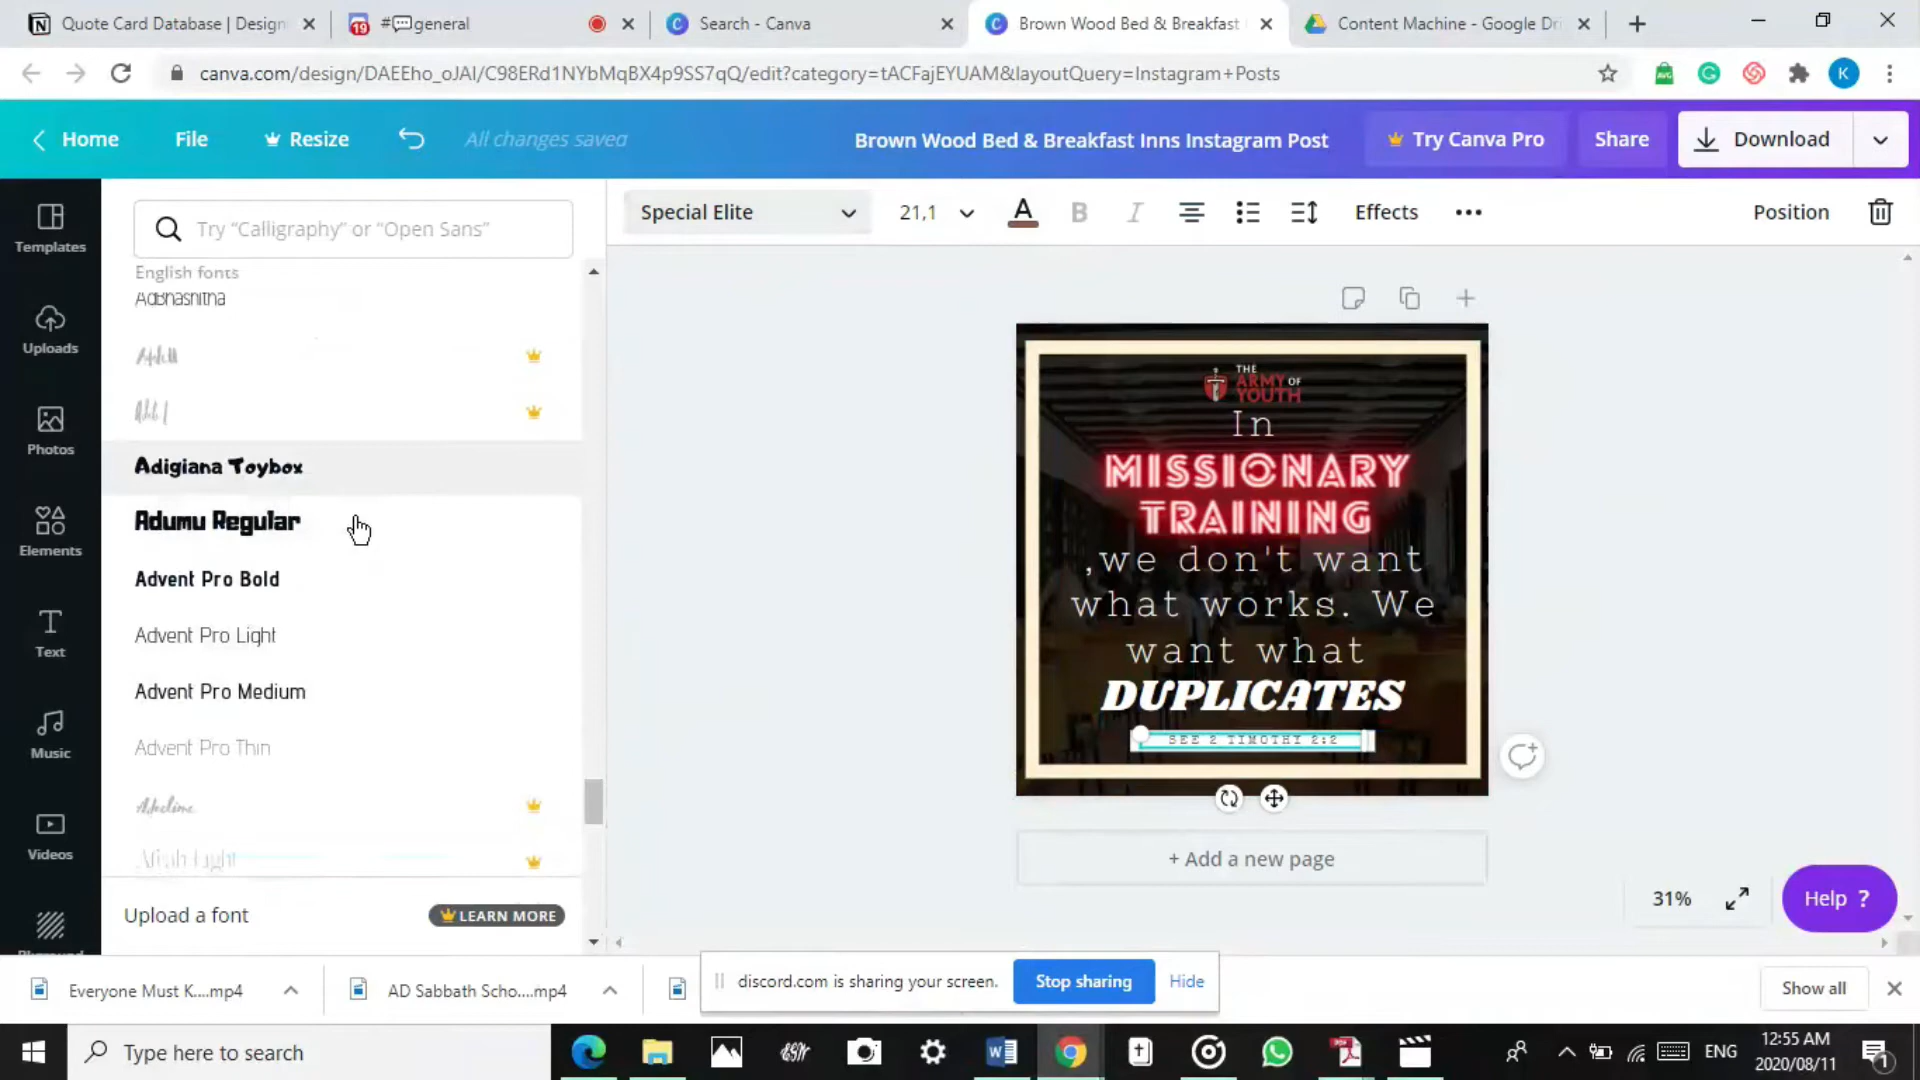 Quote Card Database | Design
19
#general
Search - Canva
Brown Wood Bed & Breakfast
Content Machine - Google Dri
canva.com/design/DAEEho_oJAI/C98ERd1NYbMqBX4p9SS7qQ/edit?category=tACFajEYUAM&layoutQuery=Instagram+Posts
K
Home
File
Resize
All changes saved
Brown Wood Bed & Breakfast Inns Instagram Post
Try Canva Pro
Share
Download
Templates
Uploads
Photos
Elements
Text
Music
Videos
Try “Calligraphy” or “Open Sans”
English fonts
AdBhashitha
Adigiana Toybox
Adumu Regular
Advent Pro Bold
Advent Pro Light
Advent Pro Medium
Advent Pro Thin
Adeline
Afrah Light
Upload a font
LEARN MORE
Special Elite
21,1
A
B
I
Effects
Position
THE
ARMY OF
YOUTH
In
MISSIONARY
TRAINING
,we don't want
what works. We
want what
DUPLICATES
SEE 2 TIMOTHY 2:2
+ Add a new page
31%
Help ?
Everyone Must K....mp4
AD Sabbath Scho....mp4
discord.com is sharing your screen.
Stop sharing
Hide
Show all
Type here to search
ENG
12:55 AM
2020/08/11
1